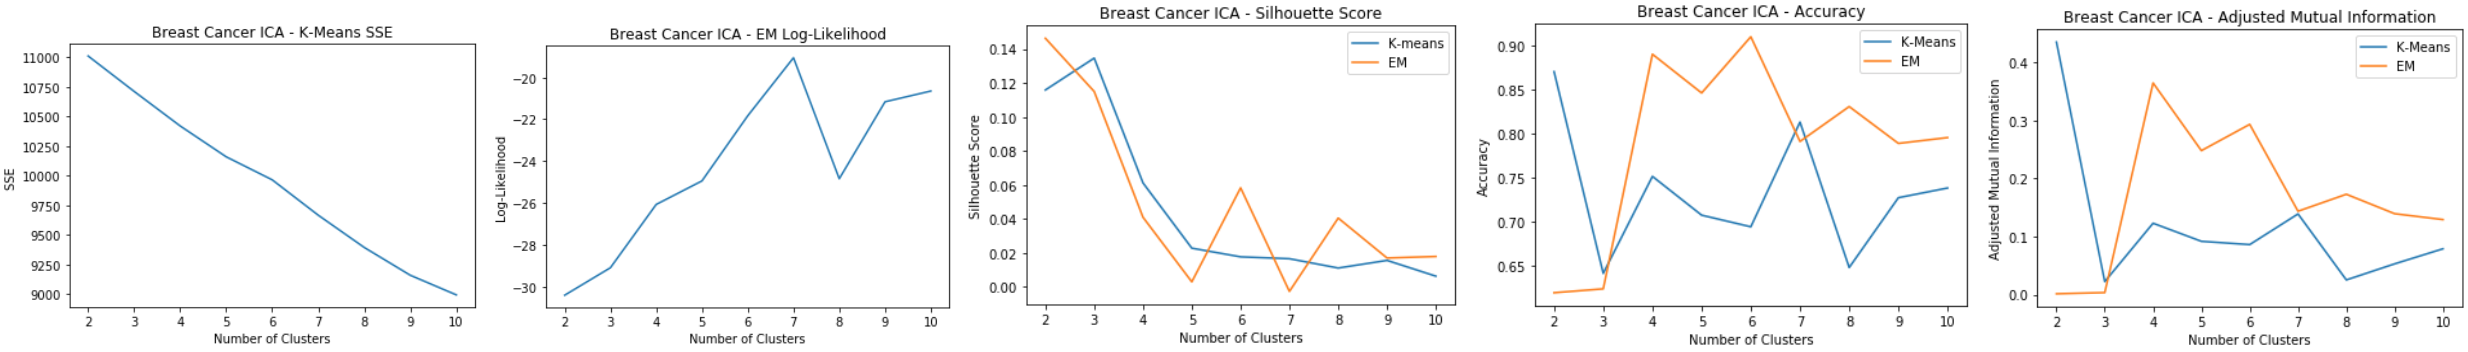 Breast Cancer ICA - K-Means SSE
11000
10750
10500
10250
10000
9750
9500
9250
9000
SSE
2 3 4 5 6 7 8 9 10
Number of Clusters
Breast Cancer ICA - EM Log-Likelihood
−20
−22
−24
−26
−28
−30
Log-Likelihood
2 3 4 5 6 7 8 9 10
Number of Clusters
Breast Cancer ICA - Silhouette Score
K-means
EM
0.14
0.12
0.10
0.08
0.06
0.04
0.02
0.00
Silhouette Score
2 3 4 5 6 7 8 9 10
Number of Clusters
Breast Cancer ICA - Accuracy
K-Means
EM
0.90
0.85
0.80
0.75
0.70
0.65
Accuracy
2 3 4 5 6 7 8 9 10
Number of Clusters
Breast Cancer ICA - Adjusted Mutual Information
K-Means
EM
0.4
0.3
0.2
0.1
0.0
Adjusted Mutual Information
2 3 4 5 6 7 8 9 10
Number of Clusters